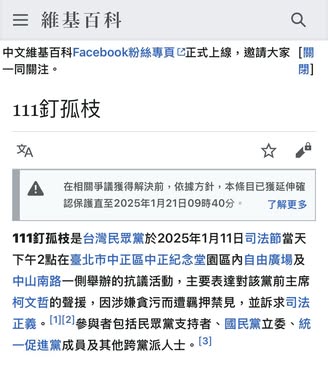 維基百科
中文維基百科Facebook粉絲專頁正式上線，邀請大家一同關注。
[關閉]
111釘孤枝
在相關爭議獲得解決前，依據方針，本條目已獲延伸確
認保護直至2025年1月21日09時40分。 了解更多
111釘孤枝是台灣民眾黨於2025年1月11日司法節當天
下午2點在臺北市中正區中正紀念堂園區內自由廣場及
中山南路一側舉辦的抗議活動，主要表達對該黨前主席
柯文哲的聲援，因涉嫌貪污而遭羈押禁見，並訴求司法
正義。[1][2]參與者包括民眾黨支持者、國民黨立委、統
一促進黨成員及其他跨黨派人士。[3]